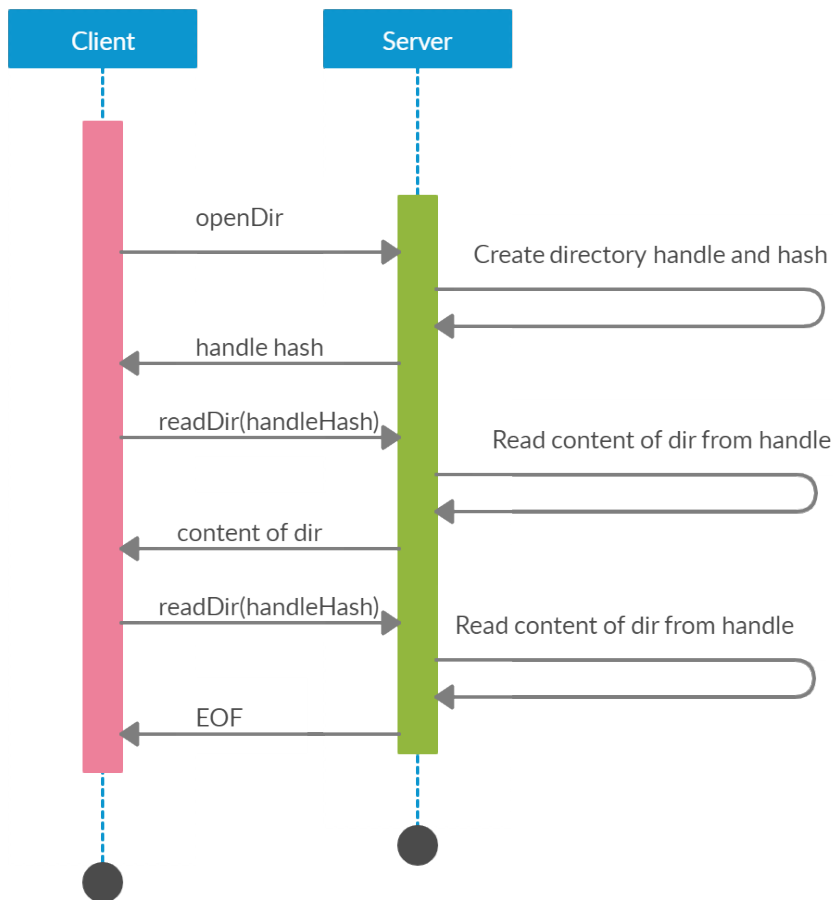 Client
Server
openDir
Create directory handle and hash
handle hash
readDir(handleHash)
Read content of dir from handle
content of dir
readDir(handleHash)
Read content of dir from handle
EOF